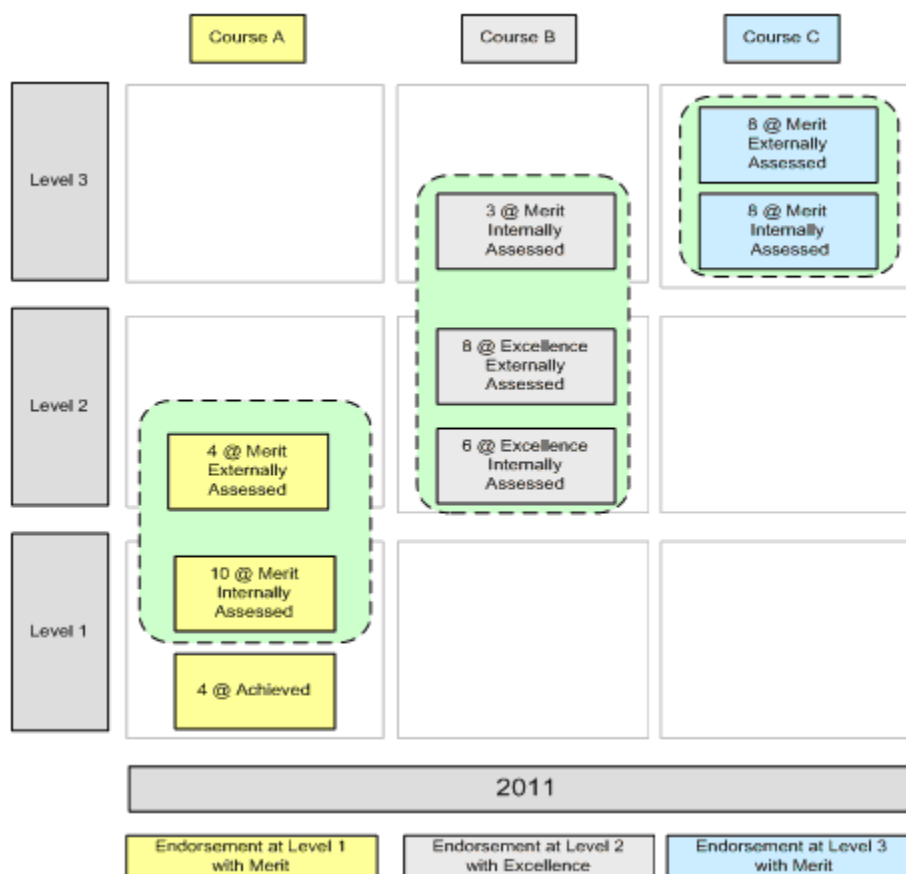 Course A
Course B
Course C
Level 3
8 @ Merit
Externally
Assessed
3 @ Merit
Internally
Assessed
8 @ Merit
Internally
Assessed
Level 2
8 @ Excellence
Externally
Assessed
4 @ Merit
Externally
Assessed
6 @ Excellence
Internally
Assessed
Level 1
10 @ Merit
Internally
Assessed
4 @ Achieved
2011
Endorsement at Level 1
with Merit
Endorsement at Level 2
with Excellence
Endorsement at Level 3
with Merit